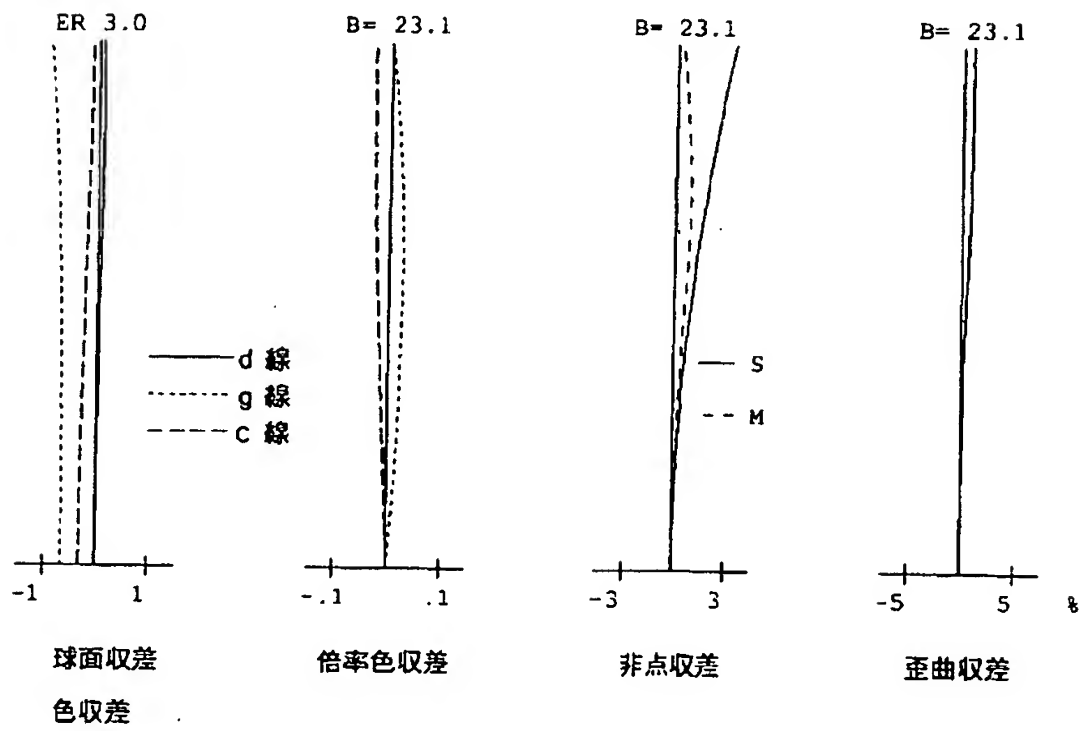 ER 3.0
B= 23.1
B= 23.1
B= 23.1
d 線
g 線
C 線
S
M
-1 1
-.1 .1
-3 3
-5 5 %
球面収差
色収差
倍率色収差
非点収差
歪曲収差